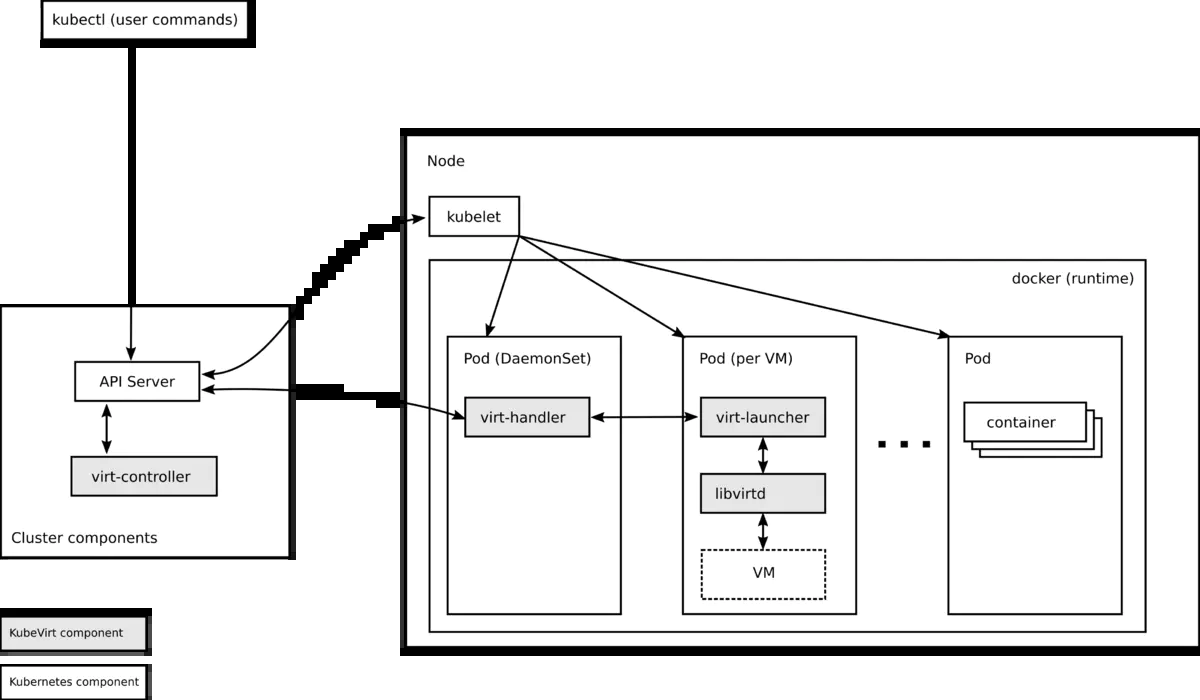 kubectl (user commands)
Node
kubelet
docker (runtime)
Pod (DaemonSet)
Pod (per VM)
Pod
API Server
virt-handler
virt-launcher
container
virt-controller
libvirtd
Cluster components
VM
KubeVirt component
Kubernetes component